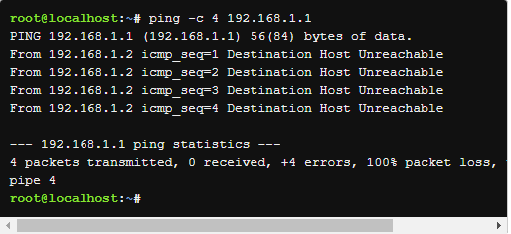 root@localhost:~# ping -c 4 192.168.1.1
PING 192.168.1.1 (192.168.1.1) 56(84) bytes of data.
From 192.168.1.2 icmp_seq=1 Destination Host Unreachable
From 192.168.1.2 icmp_seq=2 Destination Host Unreachable
From 192.168.1.2 icmp_seq=3 Destination Host Unreachable
From 192.168.1.2 icmp_seq=4 Destination Host Unreachable
--- 192.168.1.1 ping statistics ---
4 packets transmitted, 0 received, +4 errors, 100% packet loss,
pipe 4
root@localhost:~#